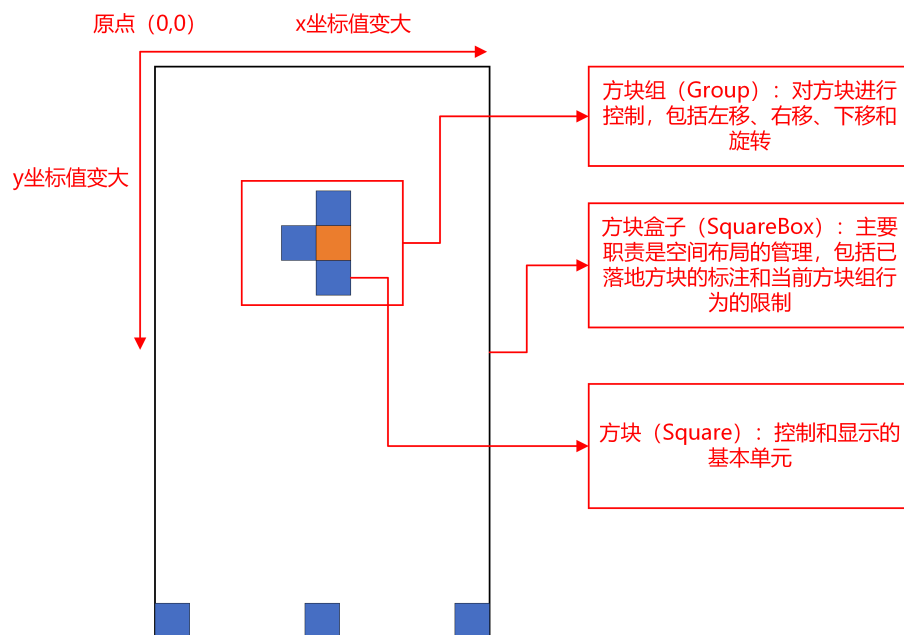 原点（0,0）
x坐标值变大
y坐标值变大
方块组（Group）：对方块进行
控制，包括左移、右移、下移和
旋转
方块盒子（SquareBox）：主要
职责是空间布局的管理，包括已
落地方块的标注和当前方块组行
为的限制
方块（Square）：控制和显示的
基本单元